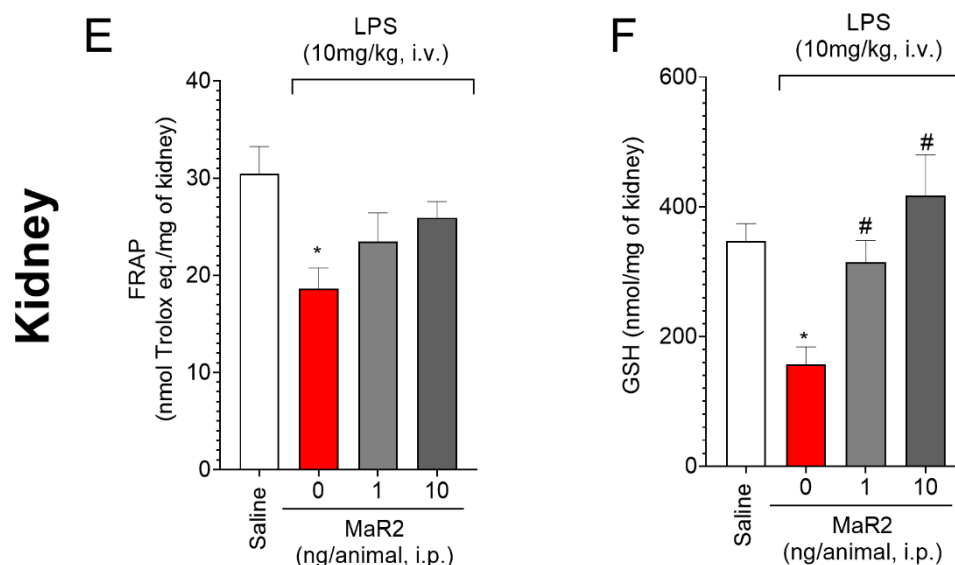 Kidney
E
LPS
(10mg/kg, i.v.)
FRAP
(nmol Trolox eq./mg of kidney)
40
30
20
10
0
*
Saline
0
1
10
MaR2
(ng/animal, i.p.)
F
LPS
(10mg/kg, i.v.)
GSH (nmol/mg of kidney)
600
400
200
0
*
#
#
Saline
0
1
10
MaR2
(ng/animal, i.p.)